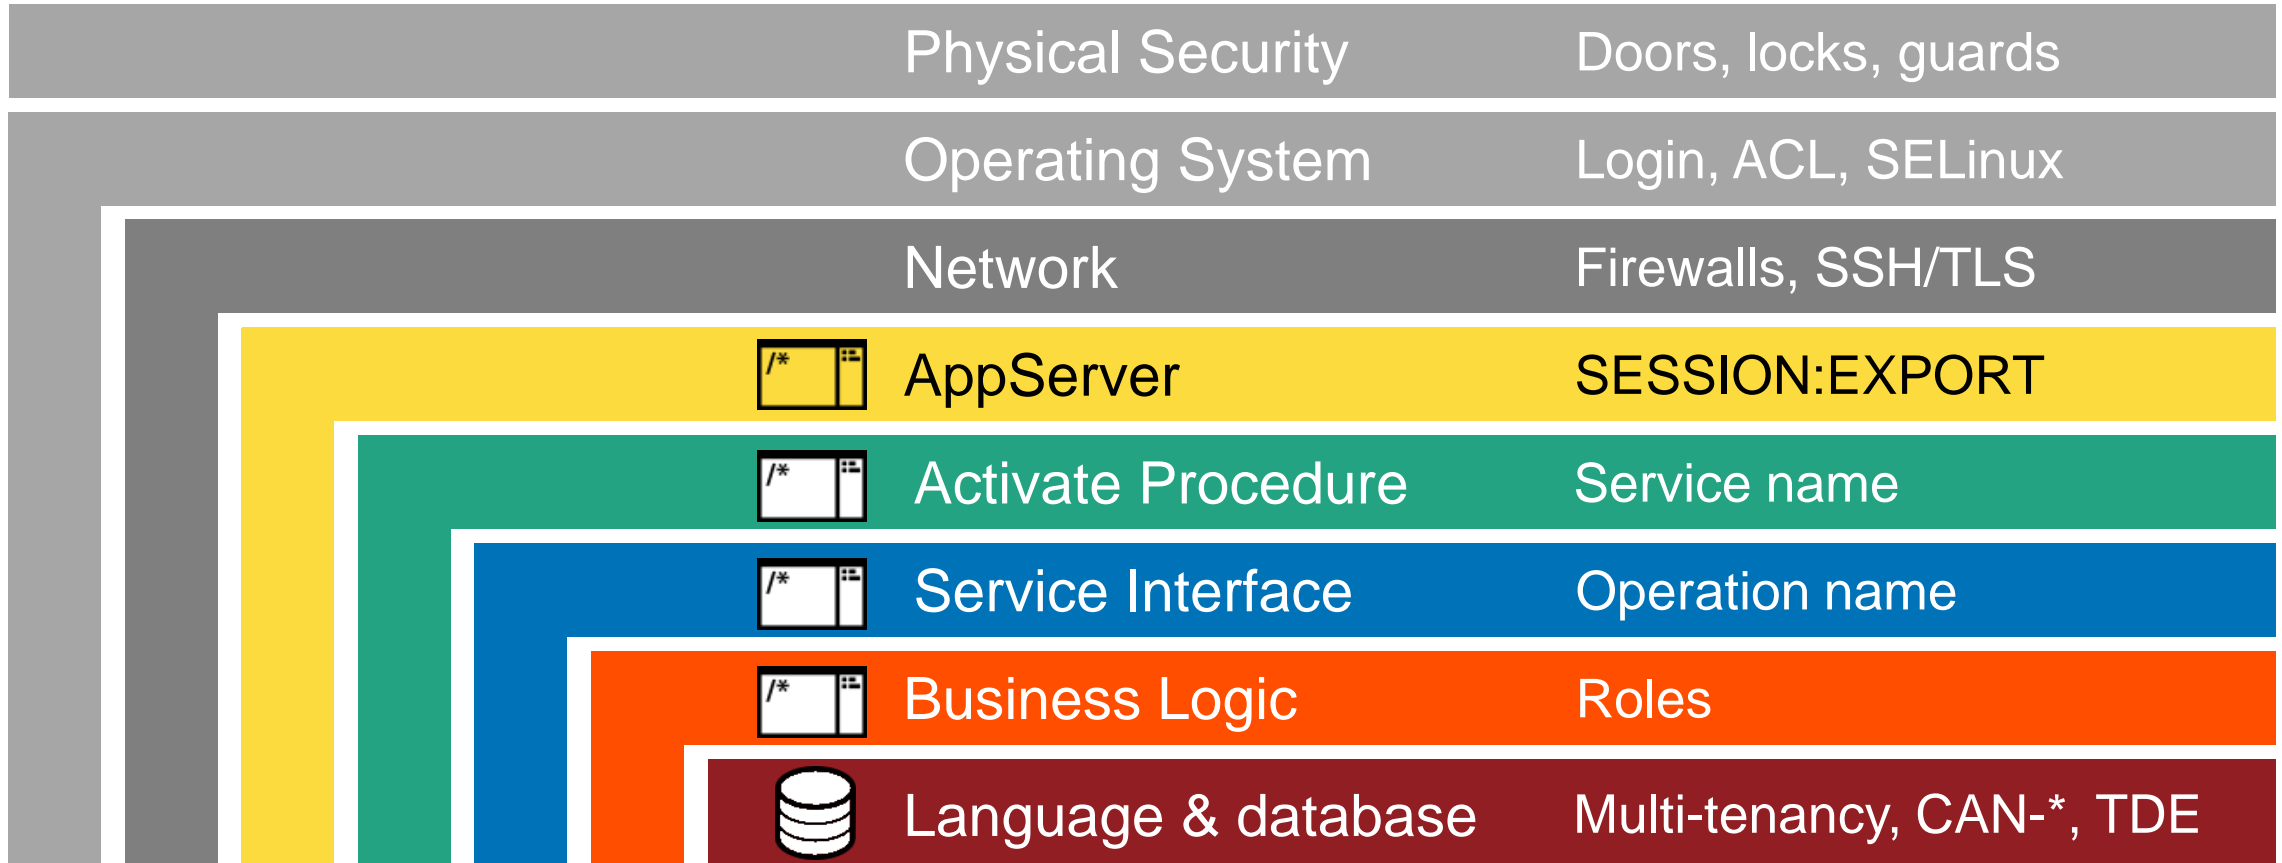 Physical Security Doors, locks, guards
Operating System Login, ACL, SELinux
Network Firewalls, SSH/TLS
/* AppServer SESSION:EXPORT
/* Activate Procedure Service name
/* Service Interface Operation name
/* Business Logic Roles
Language & database Multi-tenancy, CAN-*, TDE